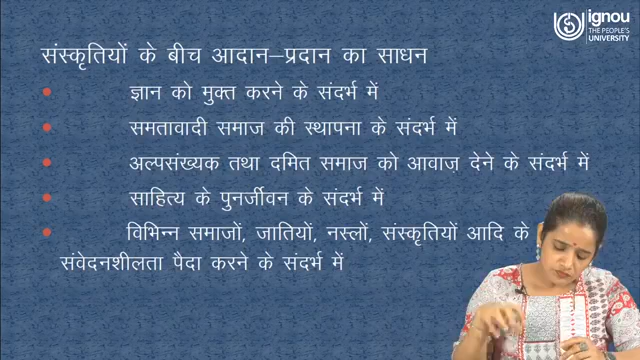 ignou
THE PEOPLE'S
UNIVERSITY
संस्कृतियों के बीच आदान–प्रदान का साधन
ज्ञान को मुक्त करने के संदर्भ में
समतावादी समाज की स्थापना के संदर्भ में
अल्पसंख्यक तथा दमित समाज को आवाज़ देने के संदर्भ में
साहित्य के पुनर्जीवन के संदर्भ में
विभिन्न समाजों, जातियों, नस्लों, संस्कृतियों आदि के
संवेदनशीलता पैदा करने के संदर्भ में